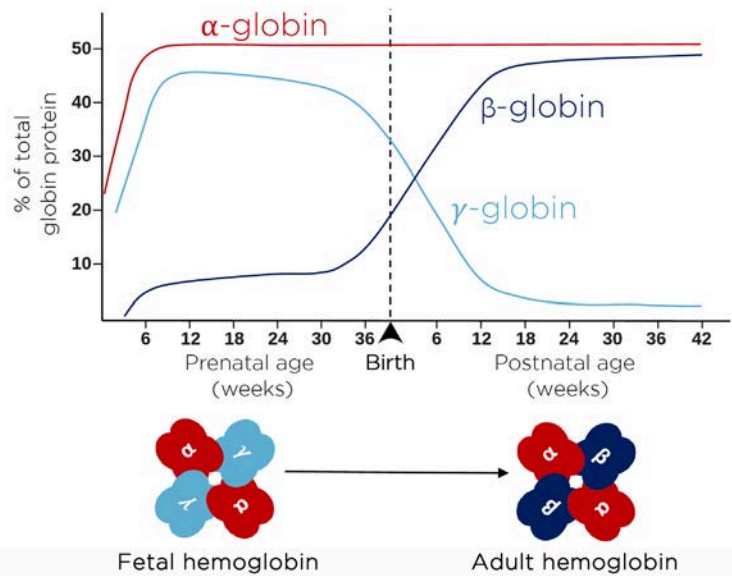 α-globin
50
40
30
20
10
% of total
globin protein
β-globin
γ-globin
6 12 18 24 30 36 Birth 6 12 18 24 30 36 42
Prenatal age
(weeks)
Postnatal age
(weeks)
α γ γ α
α β β α
Fetal hemoglobin
Adult hemoglobin